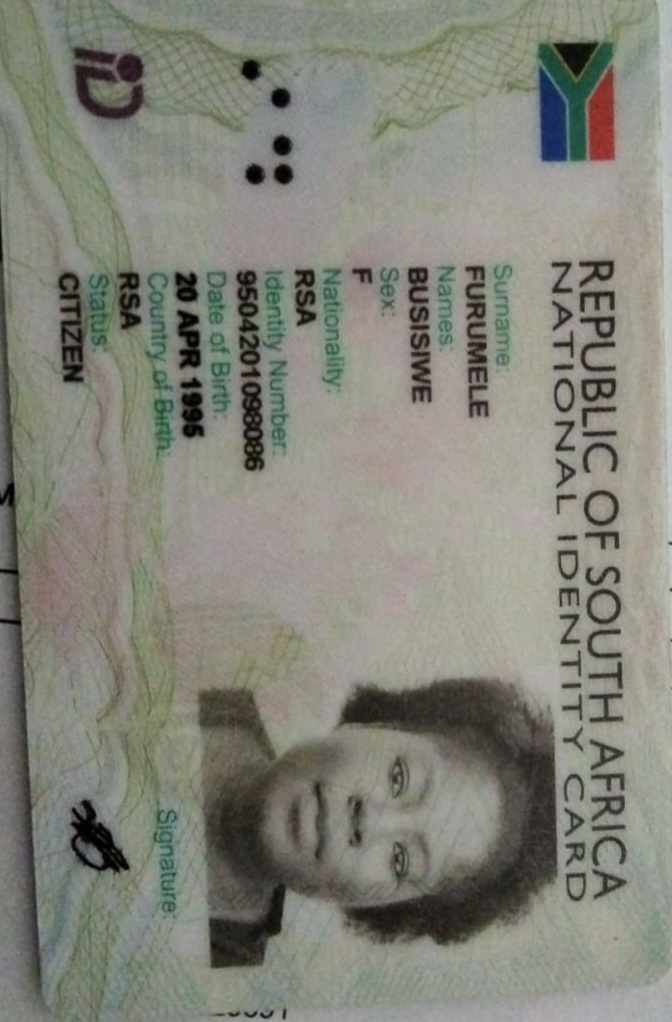 REPUBLIC OF SOUTH AFRICA
NATIONAL IDENTITY CARD
Surname:
FURUMELE
Names:
BUSISIWE
Sex:
F
Nationality:
RSA
Identity Number:
9504201098086
Date of Birth:
20 APR 1995
Country of Birth:
RSA
Status:
CITIZEN
Signature:
iD